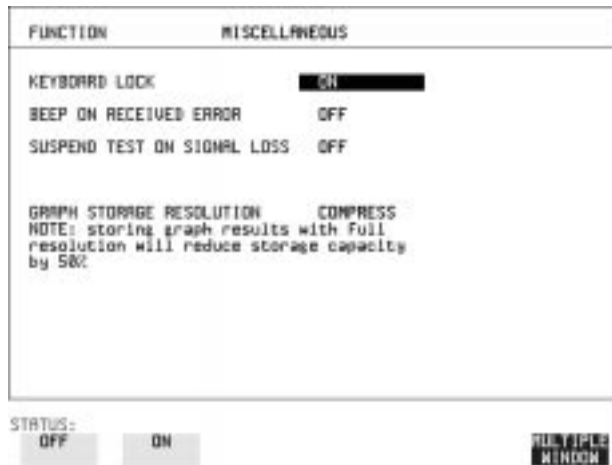 FUNCTION MISCELLANEOUS
KEYBOARD LOCK ON
BEEP ON RECEIVED ERROR OFF
SUSPEND TEST ON SIGNAL LOSS OFF
GRAPH STORAGE RESOLUTION COMPRESS
NOTE: storing graph results with Full
resolution will reduce storage capacity
by 50%
STATUS:
OFF ON MULTIPLE
WINDOW